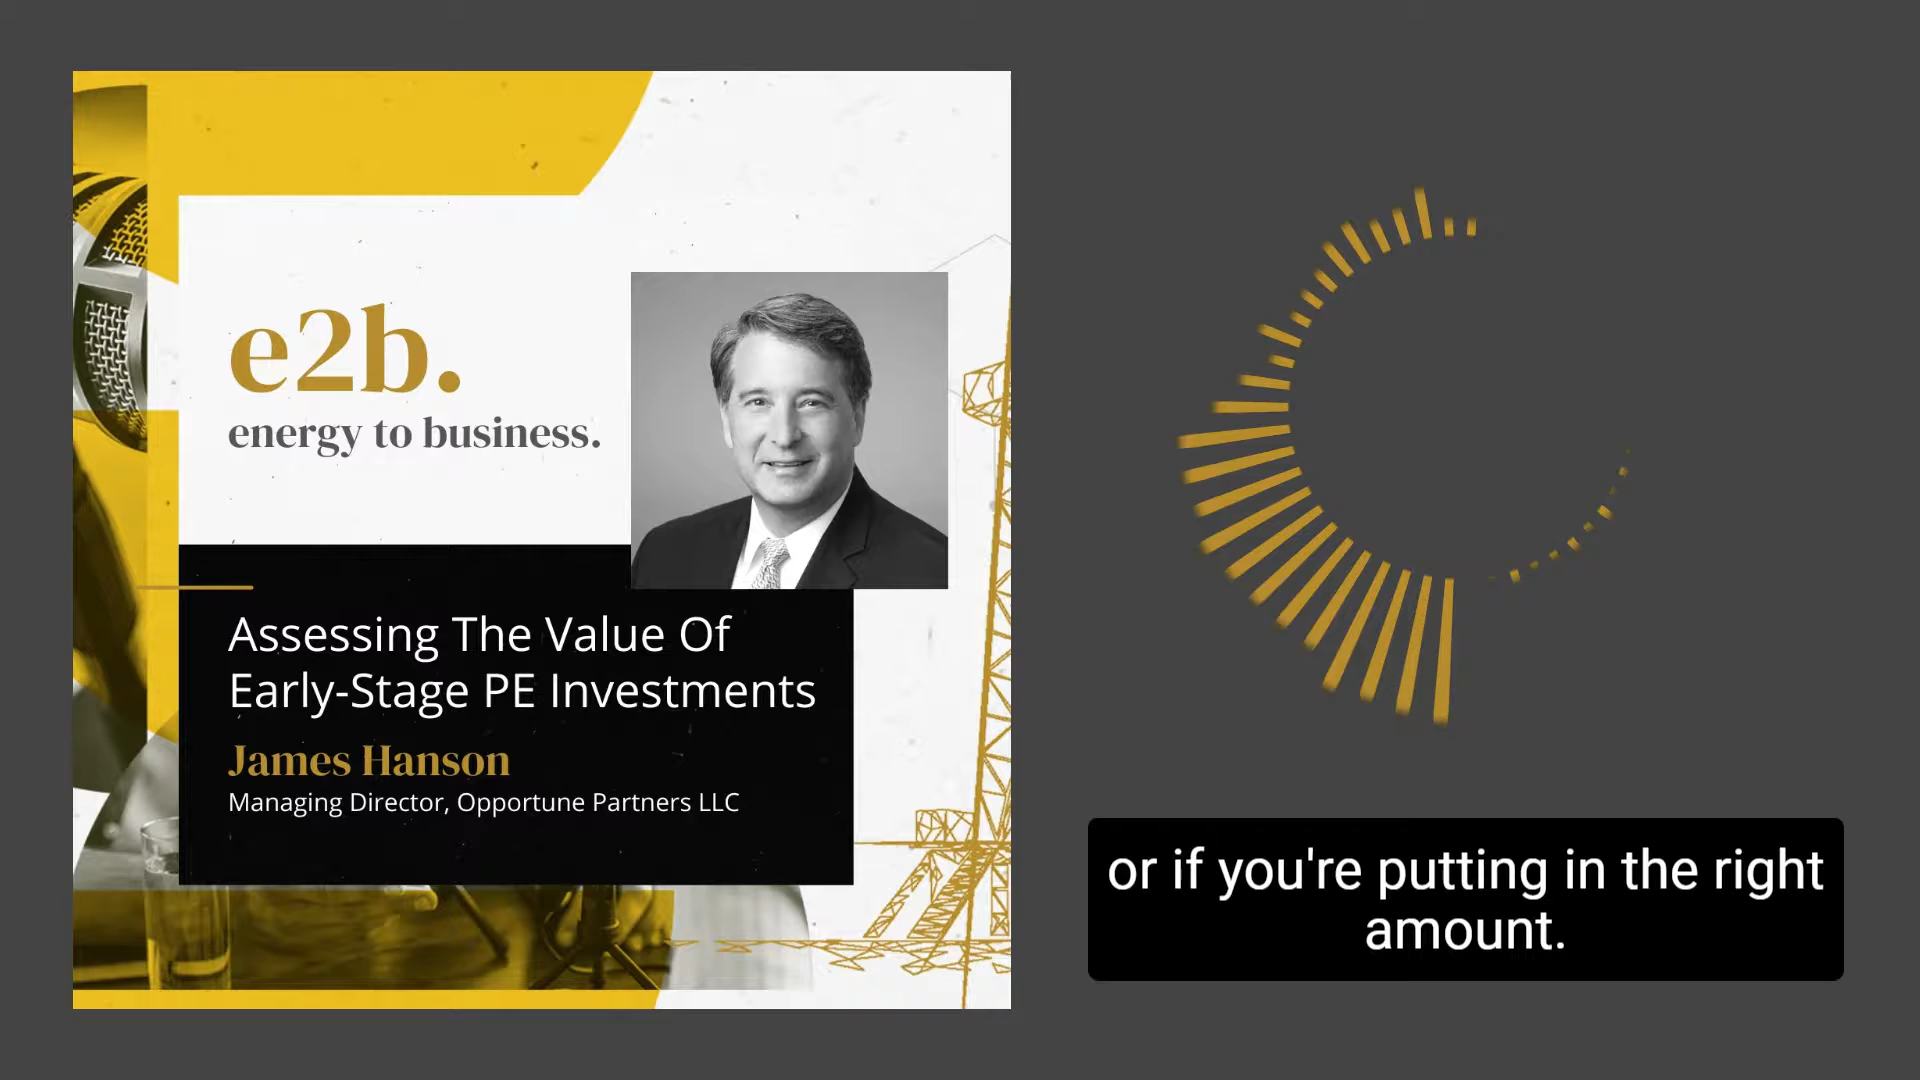 e2b.
energy to business.
Assessing The Value Of
Early-Stage PE Investments
James Hanson
Managing Director, Opportune Partners LLC
or if you're putting in the right
amount.